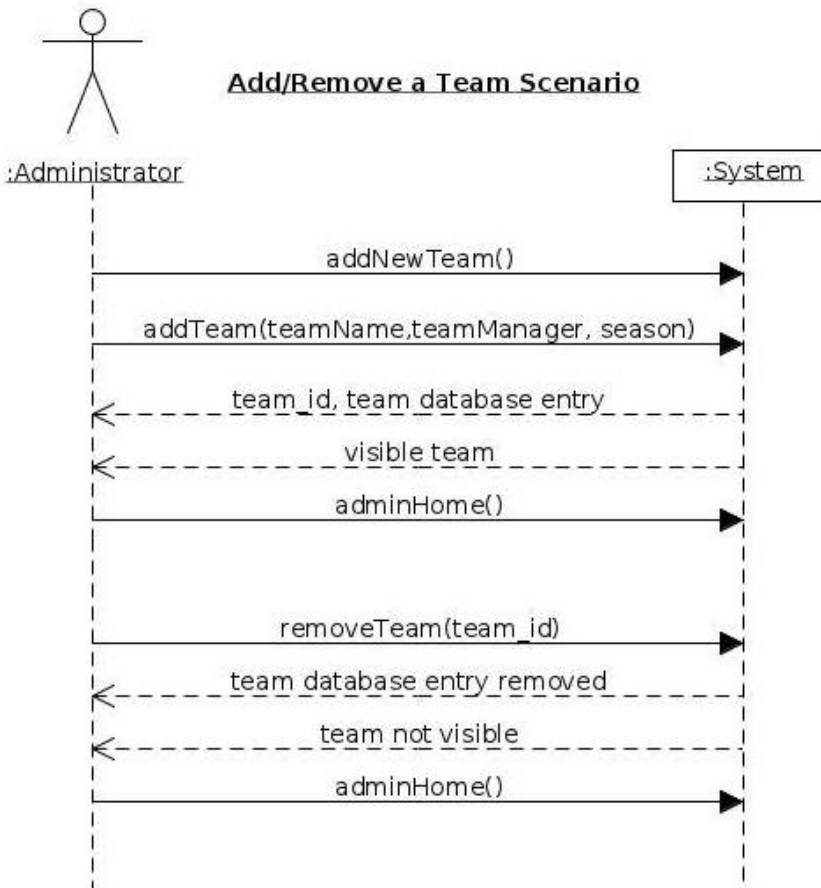 Add/Remove a Team Scenario
:Administrator
:System
addNewTeam()
addTeam(teamName,teamManager, season)
team_id, team database entry
visible team
adminHome()
removeTeam(team_id)
team database entry removed
team not visible
adminHome()